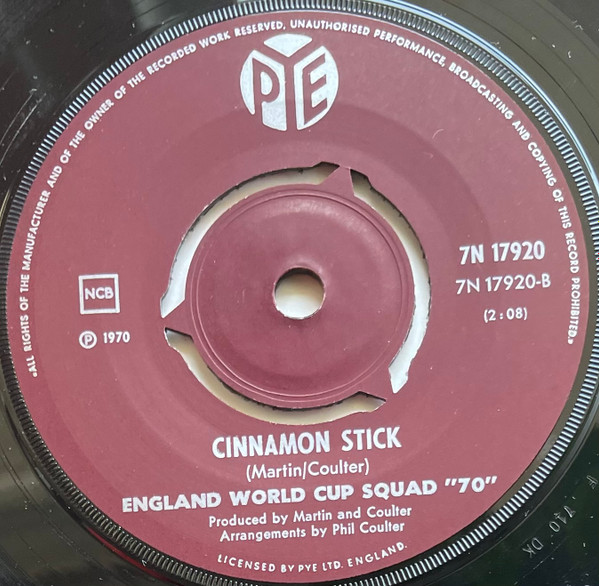 •ALL RIGHTS OF THE MANUFACTURER AND OF THE OWNER OF THE RECORDED WORK RESERVED, UNAUTHORISED PERFORMANCE, BROADCASTING AND COPYING OF THIS RECORD PROHIBITED•
PYE
7N 17920
7N 17920-B
(2:08)
NCB
Ⓟ 1970
CINNAMON STICK
(Martin/Coulter)
ENGLAND WORLD CUP SQUAD "70"
Produced by Martin and Coulter
Arrangements by Phil Coulter
LICENSED BY PYE LTD. ENGLAND.